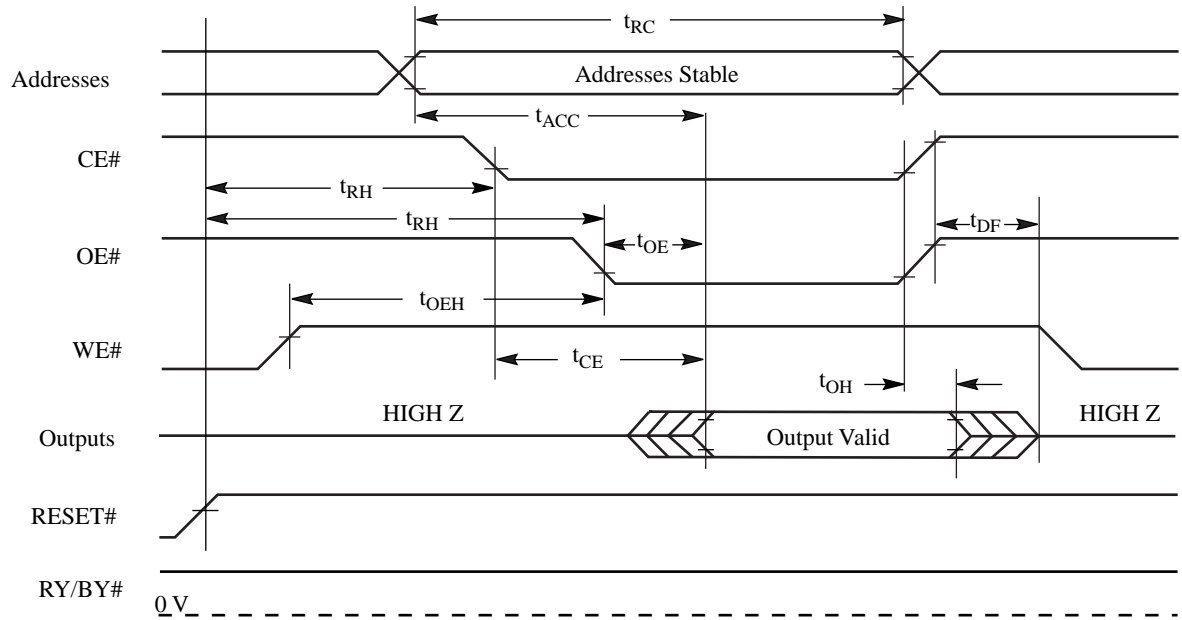 tRC
Addresses
Addresses Stable
tACC
CE#
tRH
tRH
tDF
OE#
tOE
tOEH
WE#
tCE
tOH
HIGH Z
HIGH Z
Outputs
Output Valid
RESET#
RY/BY#
0 V